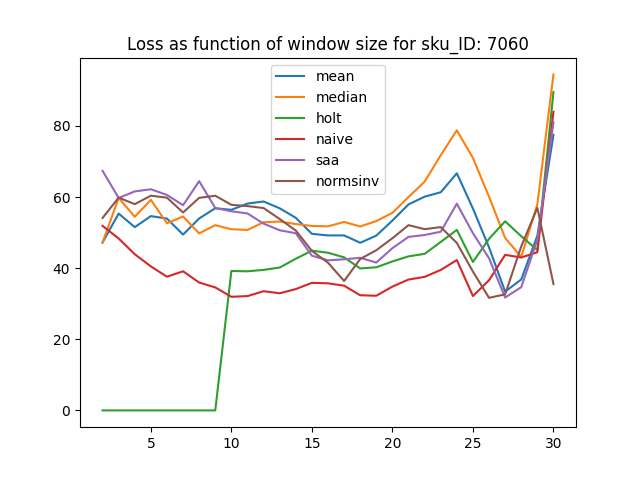 Loss as function of window size for sku_ID: 7060
mean
median
holt
naive
saa
normsinv
80
60
40
20
0
5 10 15 20 25 30